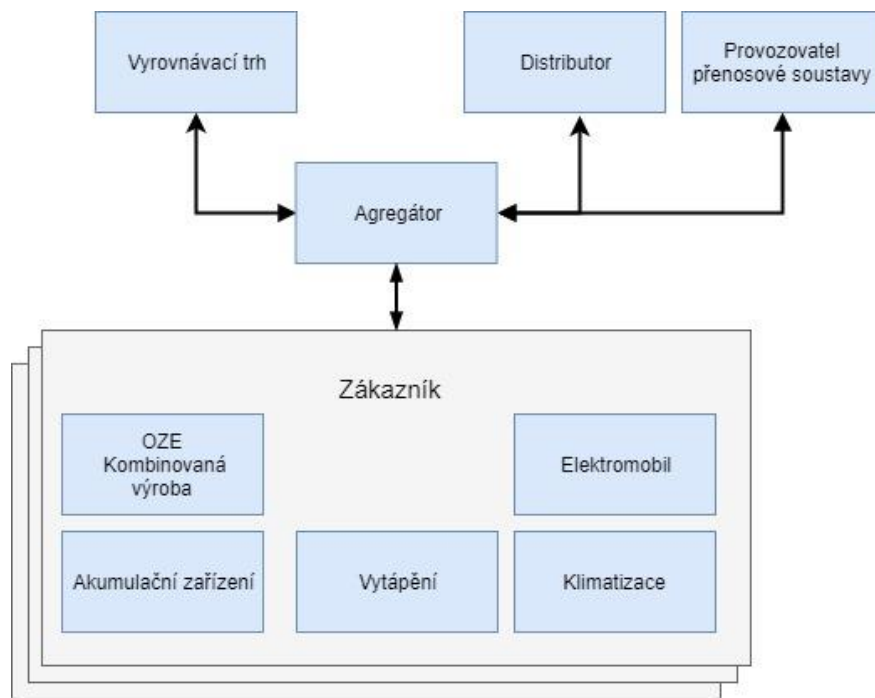 Vyrovnávací trh
Distributor
Provozovatel
přenosové soustavy
Agregátor
Zákazník
OZE
Kombinovaná
výroba
Elektromobil
Akumulační zařízení
Vytápění
Klimatizace